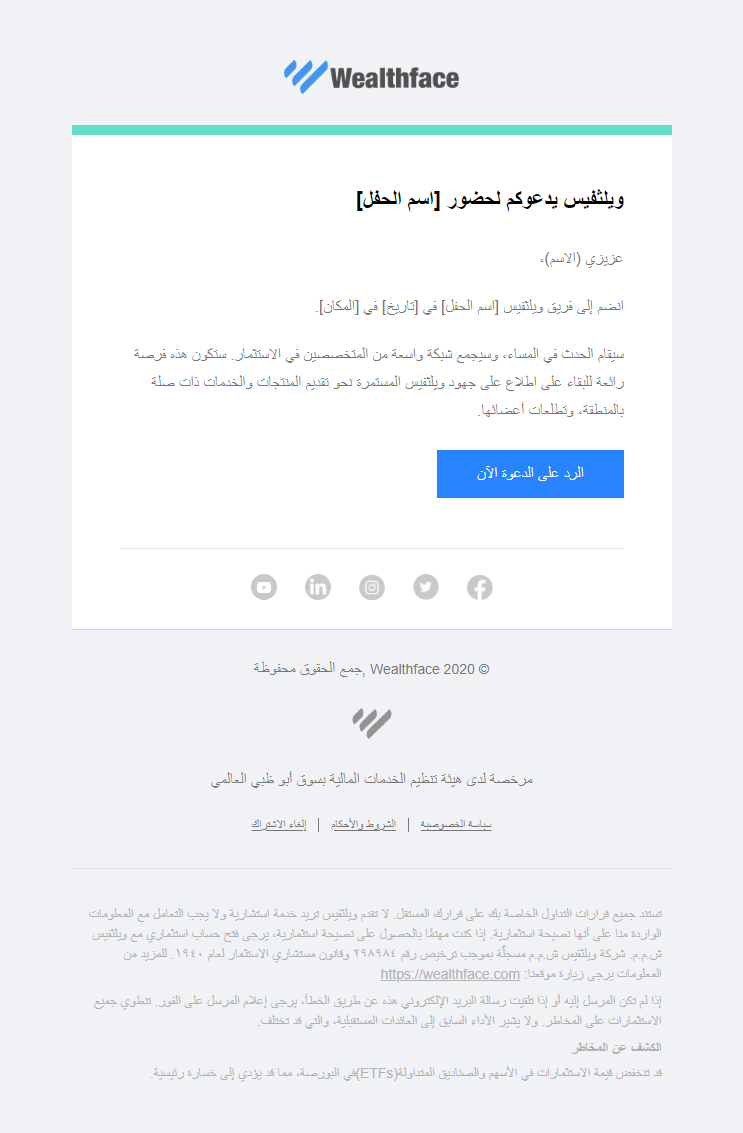 Wealthface
ويلثفيس يدعوكم لحضور [اسم الحفل]
عزيزي (الاسم)،
انضم إلى فريق ويلثفيس [اسم الحفل] في [تاريخ] في [المكان].
سيقام الحدث في المساء، وسيجمع شبكة واسعة من المتخصصين في الاستثمار. ستكون هذه فرصة
رائعة للبقاء على اطلاع على جهود ويلثفيس المستمرة نحو تقديم المنتجات والخدمات ذات صلة
بالمنطقة، وتطلعات أعضائها.
الرد على الدعوة الآن
© 2020 Wealthface ,جمع الحقوق محفوظة
مرخصة لدى هيئة تنظيم الخدمات المالية بسوق أبو ظبي العالمي
سياسة الخصوصية | الشروط والأحكام | إلغاء الاشتراك
تستند جميع قرارات التداول الخاصة بك على قرارك المستقل. لا تقدم ويلثفيس تريد خدمة استشارية ولا يجب التعامل مع المعلومات
الواردة منا على أنها نصيحة استثمارية. إذا كنت مهتمًا بالحصول على نصيحة استثمارية، يرجى فتح حساب استثماري مع ويلثفيس
ش.م.م. شركة ويلثفيس ش.م.م مسجلّة بموجب ترخيص رقم ٢٩٨٩٨٤ وقانون مستشاري الاستثمار لعام ١٩٤٠. للمزيد من
المعلومات يرجى زيارة موقعنا: https://wealthface.com
إذا لم تكن المرسل إليه أو إذا تلقيت رسالة البريد الإلكتروني هذه عن طريق الخطأ، يرجى إعلام المرسل على الفور. تنطوي جميع
الاستثمارات على المخاطر. ولا يشير الأداء السابق إلى العائدات المستقبلية، والتي قد تختلف.
الكشف عن المخاطر
قد تنخفض قيمة الاستثمارات في الأسهم والصناديق المتداولة(ETFs)في البورصة، مما قد يؤدي إلى خسارة رئيسية.